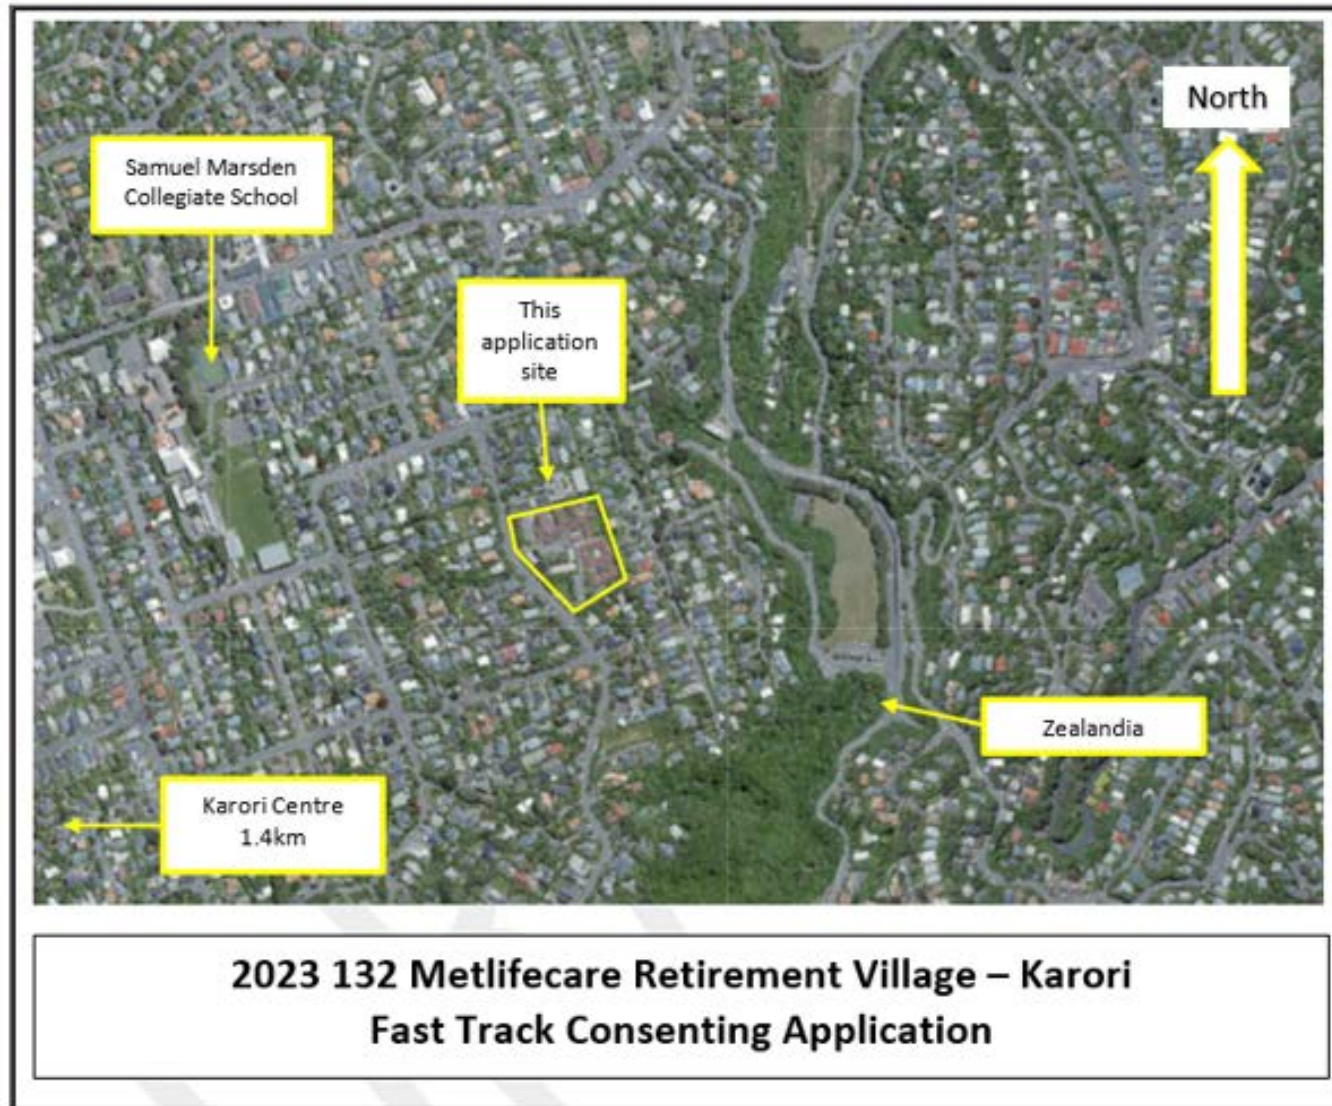 North
Samuel Marsden
Collegiate School
This
application
site
Zealandia
Karori Centre
1.4km
2023 132 Metlifecare Retirement Village – Karori
Fast Track Consenting Application